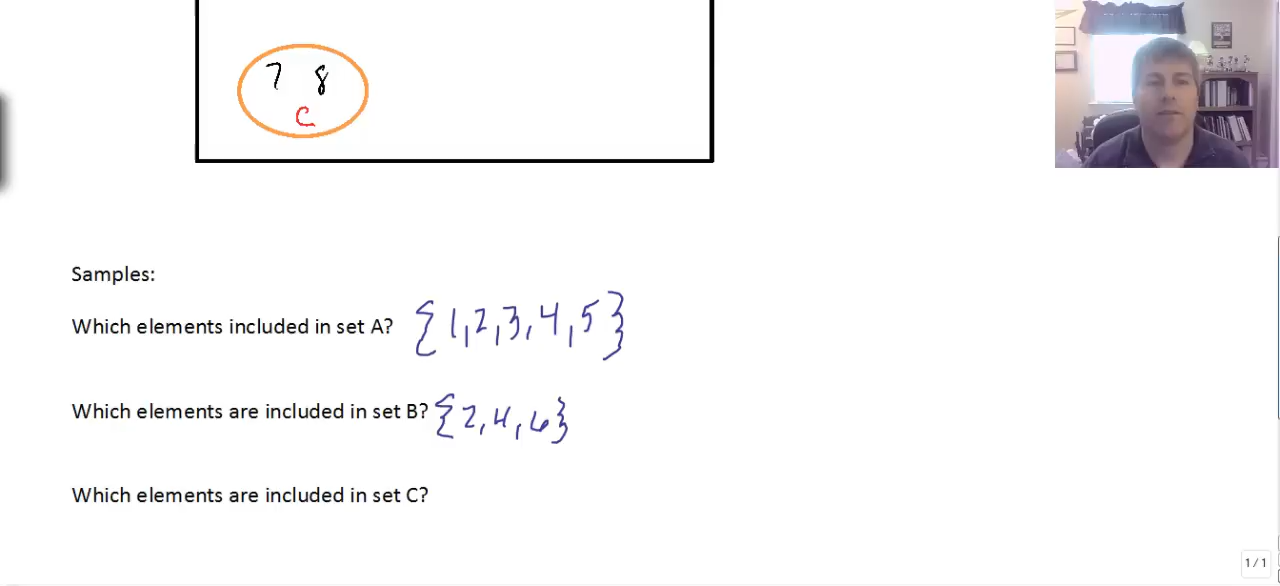 7 8
C
Samples:
Which elements included in set A? {1,2,3,4,5}
Which elements are included in set B? {2,4,6}
Which elements are included in set C?
1 / 1